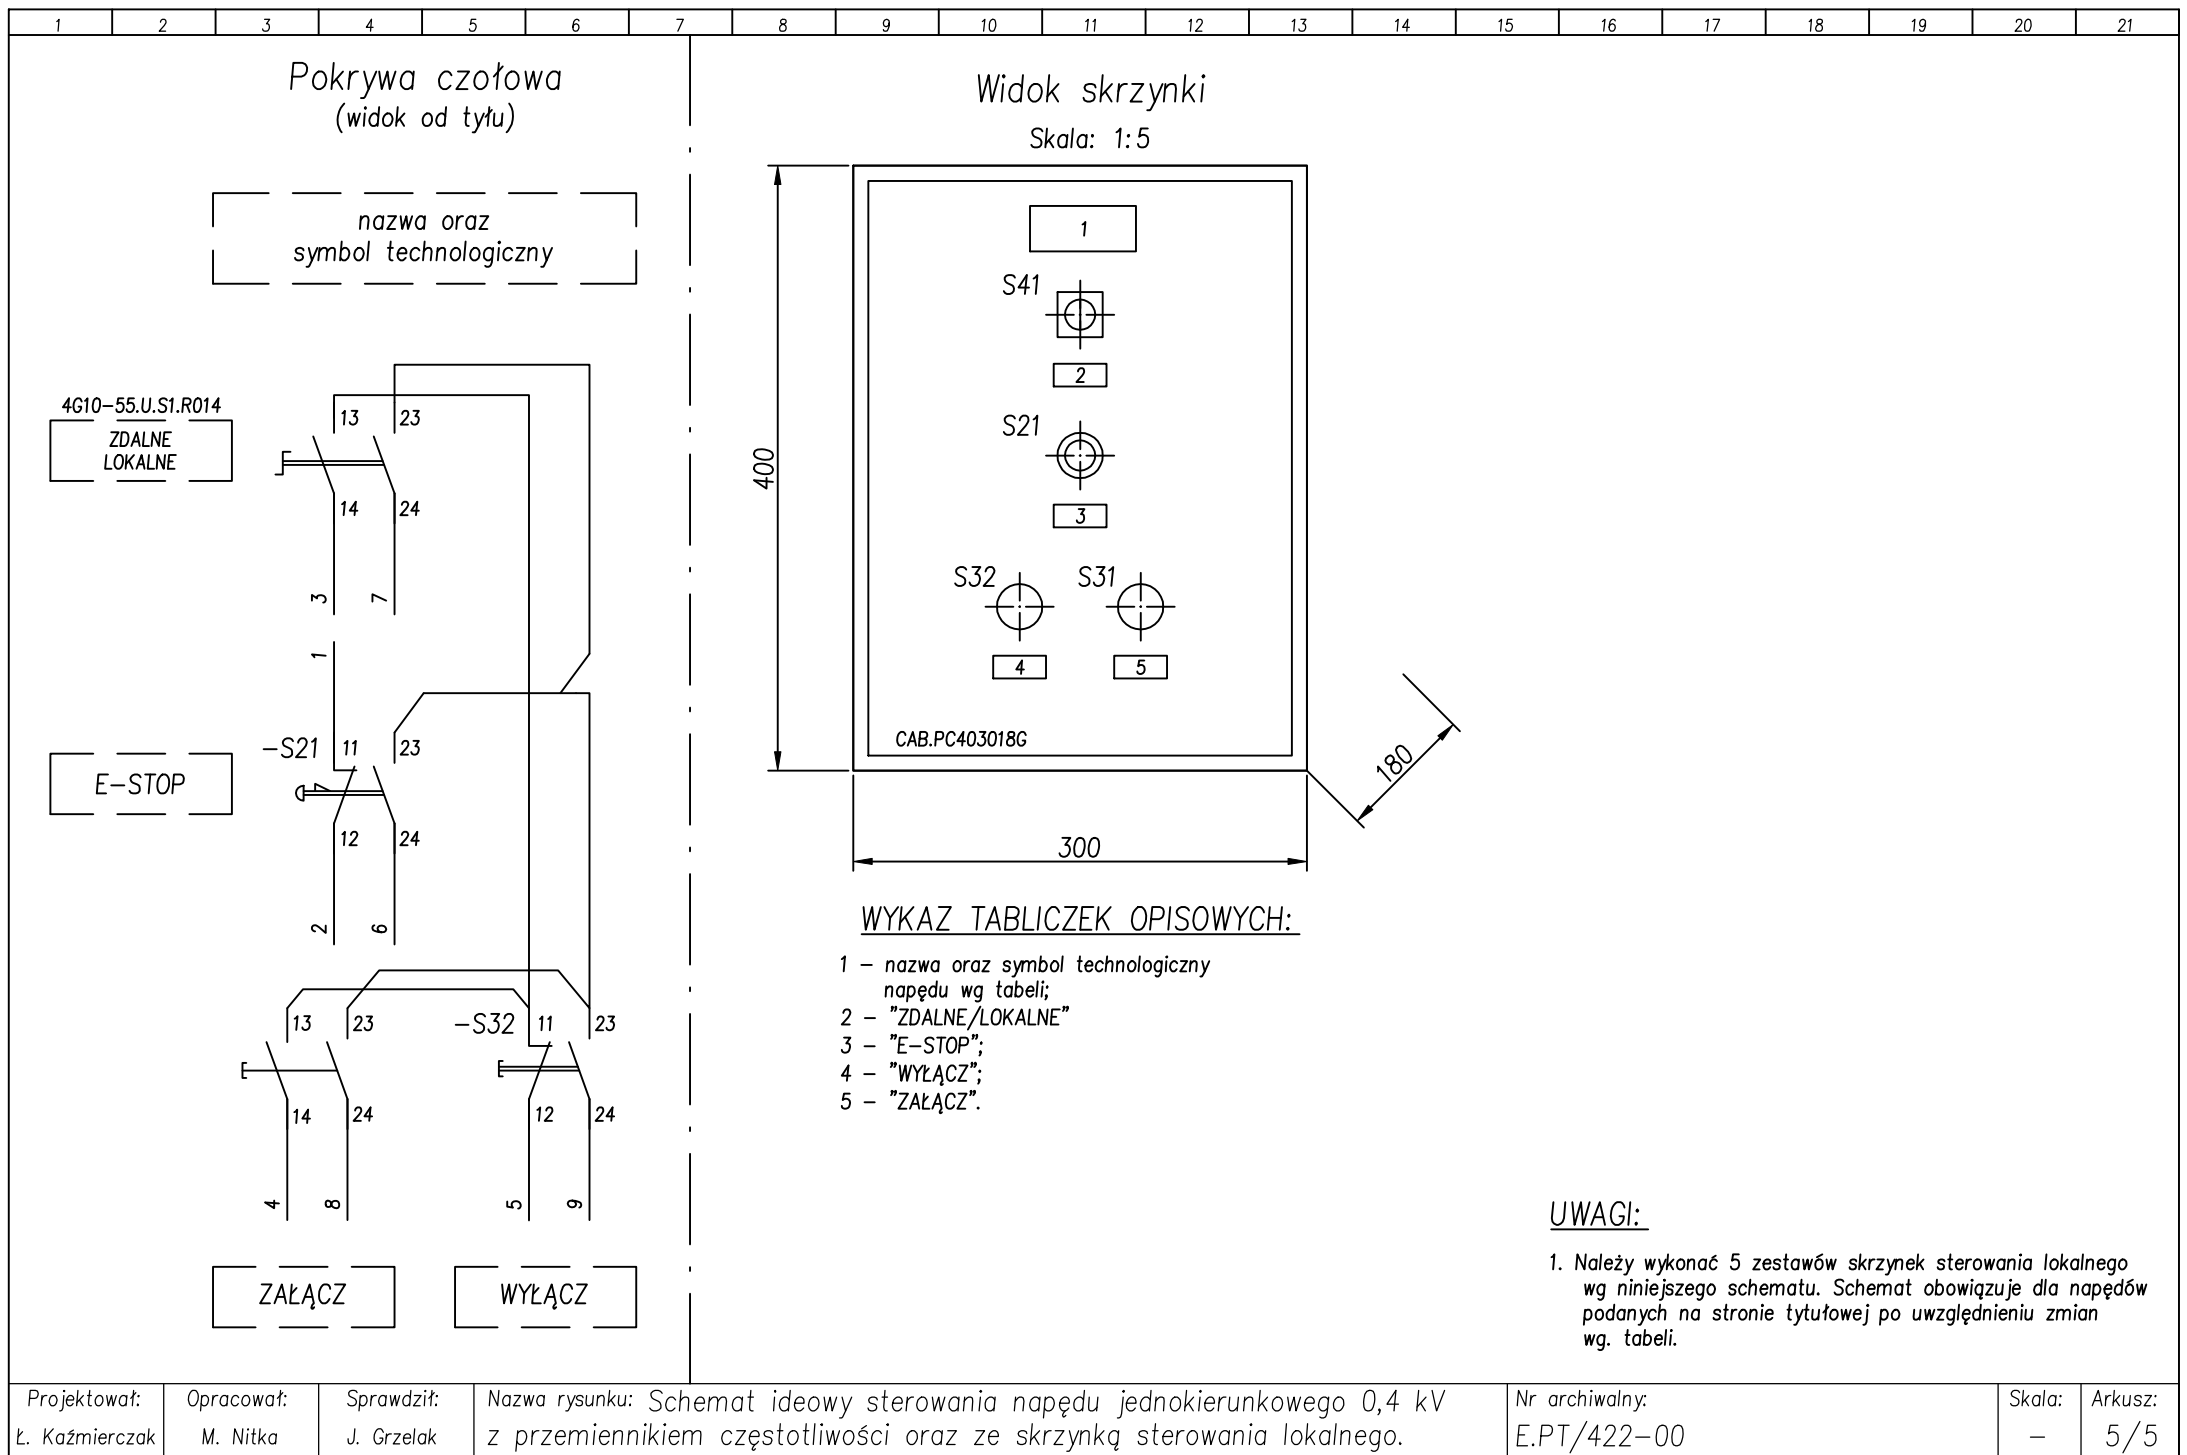 1 2 3 4 5 6 7 8 9 10 11 12 13 14 15 16 17 18 19 20 21
Pokrywa czołowa
(widok od tyłu)
nazwa oraz
symbol technologiczny
4G10-55.U.S1.R014
ZDALNE
LOKALNE
13 23
14 24
3 7
1
-S21 11 23
E-STOP
12 24
2 6
13 23 -S32 11 23
14 24 12 24
4 8 5 9
ZAŁĄCZ WYŁĄCZ
Widok skrzynki
Skala: 1:5
1
S41
2
S21
3
S32 S31
4 5
CAB.PC403018G
400
300
180
WYKAZ TABLICZEK OPISOWYCH:
1 - nazwa oraz symbol technologiczny
napędu wg tabeli;
2 - "ZDALNE/LOKALNE"
3 - "E-STOP";
4 - "WYŁĄCZ";
5 - "ZAŁĄCZ".
UWAGI:
1. Należy wykonać 5 zestawów skrzynek sterowania lokalnego
wg niniejszego schematu. Schemat obowiązuje dla napędów
podanych na stronie tytułowej po uwzględnieniu zmian
wg. tabeli.
Projektował: Opracował: Sprawdził: Nazwa rysunku: Schemat ideowy sterowania napędu jednokierunkowego 0,4 kV Nr archiwalny: Skala: Arkusz:
Ł. Kaźmierczak M. Nitka J. Grzelak z przemiennikiem częstotliwości oraz ze skrzynką sterowania lokalnego. E.PT/422-00 - 5/5